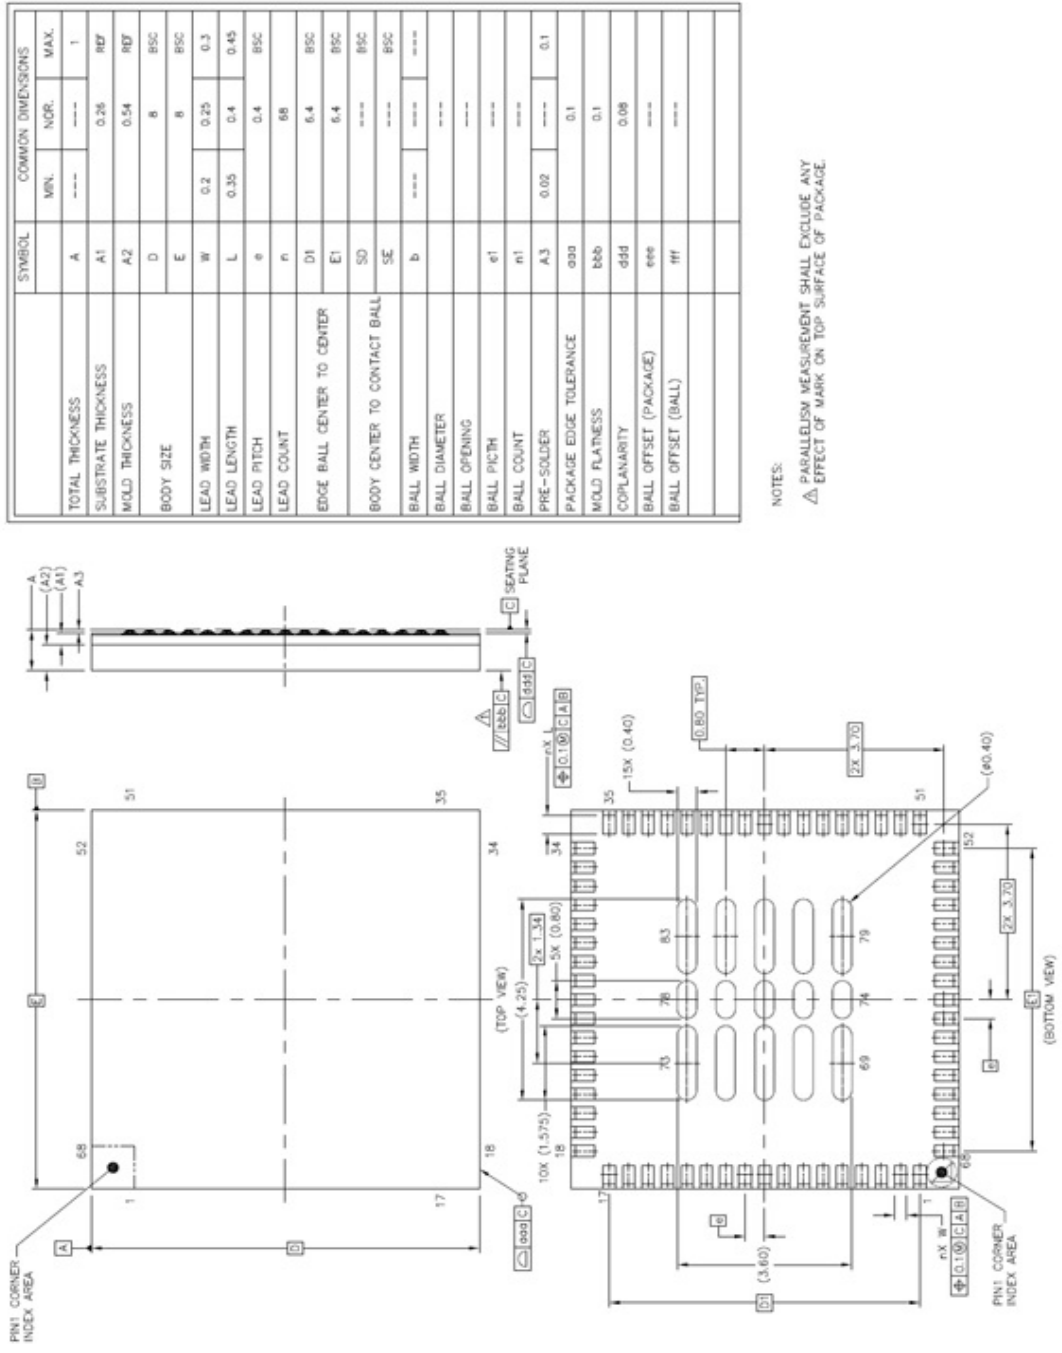 SYMBOL COMMON DIMENSIONS
MIN. NOR. MAX.
TOTAL THICKNESS A --- --- 1
SUBSTRATE THICKNESS A1 0.26 REF
MOLD THICKNESS A2 0.54 REF
BODY SIZE D 8 BSC
E 8 BSC
LEAD WIDTH W 0.2 0.25 0.3
LEAD LENGTH L 0.35 0.4 0.45
LEAD PITCH e 0.4 BSC
LEAD COUNT n 68
EDGE BALL CENTER TO CENTER D1 6.4 BSC
E1 6.4 BSC
BODY CENTER TO CONTACT BALL SD --- BSC
SE --- BSC
BALL WIDTH b --- --- ---
BALL DIAMETER ---
BALL OPENING ---
BALL PICTH e1 ---
BALL COUNT n1 ---
PRE-SOLDER A3 0.02 --- 0.1
PACKAGE EDGE TOLERANCE aaa 0.1
MOLD FLATNESS bbb 0.1
COPLANARITY ddd 0.08
BALL OFFSET (PACKAGE) eee ---
BALL OFFSET (BALL) fff ---
NOTES:
PARALLELISM MEASUREMENT SHALL EXCLUDE ANY
EFFECT OF MARK ON TOP SURFACE OF PACKAGE.
A
(A2)
(A1)
A3
C SEATING
PLANE
1
// bbb C
ddd C
PIN1 CORNER
INDEX AREA
A
B
E
D
68
52
1
51
17
35
18
34
aaa C
(TOP VIEW)
(4.25)
2x 1.34
5X (0.80)
10X (1.575)
15X (0.40)
nX L
0.1 M C A B
0.80 TYP.
2X 3.70
(ø0.40)
18
34
17
35
73
78
83
69
74
79
1
51
68
52
e
(3.60)
D1
nX W
0.1 M C A B
PIN1 CORNER
INDEX AREA
e
2X 3.70
E1
(BOTTOM VIEW)